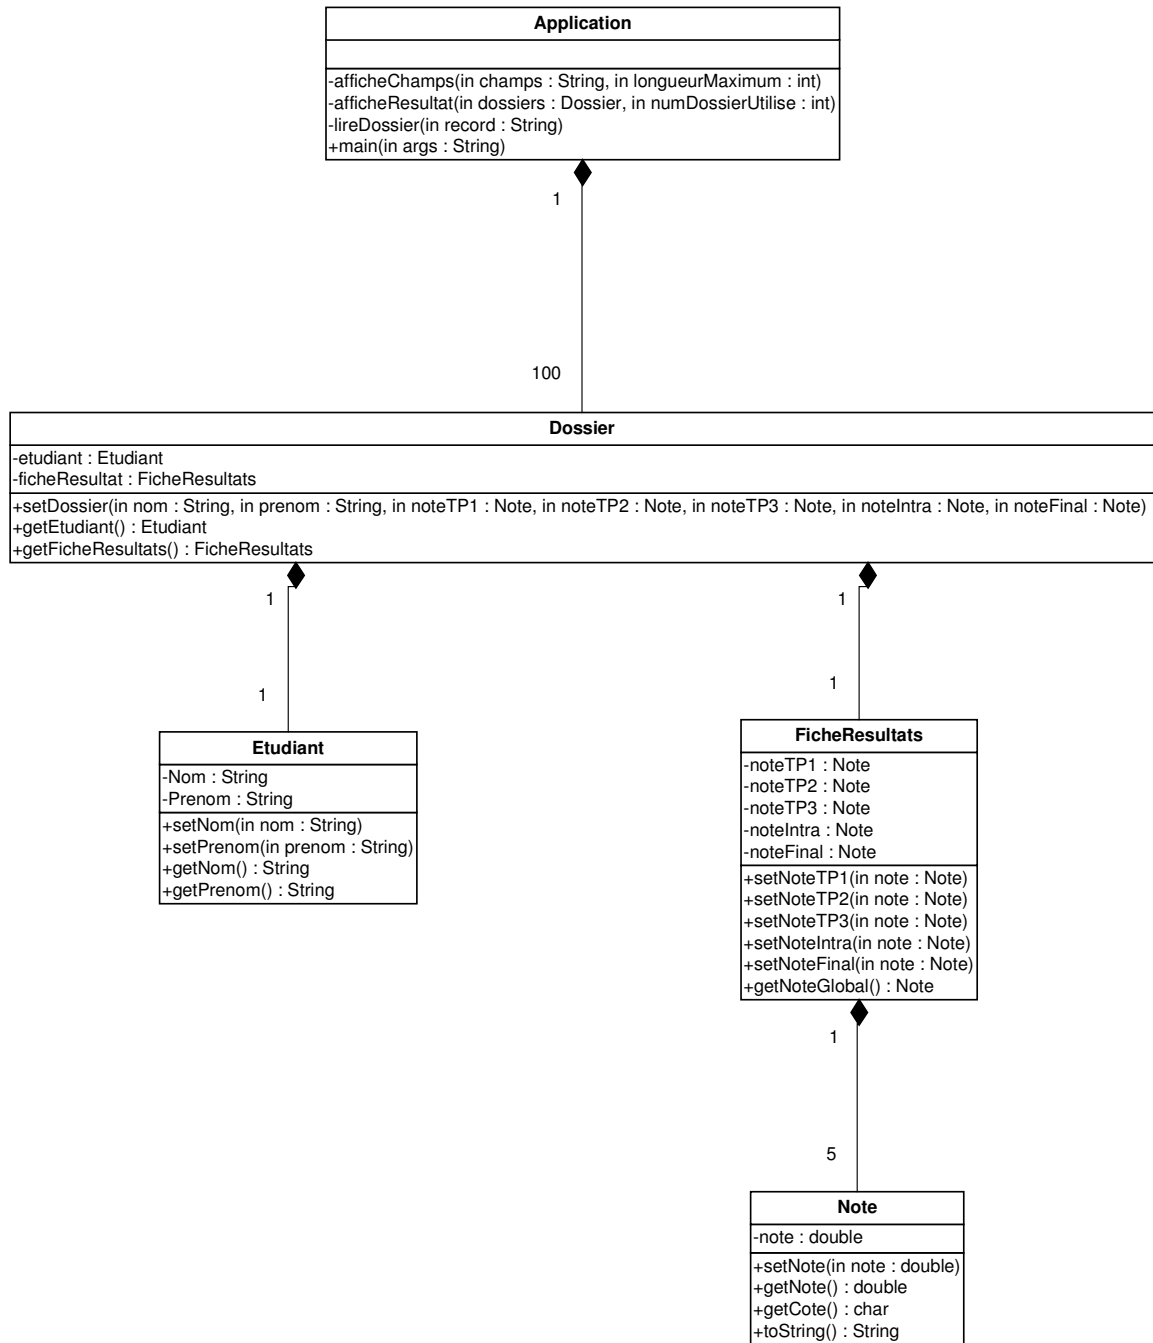 Application
-afficheChamps(in champs : String, in longueurMaximum : int)
-afficheResultat(in dossiers : Dossier, in numDossierUtilise : int)
-lireDossier(in record : String)
+main(in args : String)
1
100
Dossier
-etudiant : Etudiant
-ficheResultat : FicheResultats
+setDossier(in nom : String, in prenom : String, in noteTP1 : Note, in noteTP2 : Note, in noteTP3 : Note, in noteIntra : Note, in noteFinal : Note)
+getEtudiant() : Etudiant
+getFicheResultats() : FicheResultats
1
1
Etudiant
-Nom : String
-Prenom : String
+setNom(in nom : String)
+setPrenom(in prenom : String)
+getNom() : String
+getPrenom() : String
1
1
FicheResultats
-noteTP1 : Note
-noteTP2 : Note
-noteTP3 : Note
-noteIntra : Note
-noteFinal : Note
+setNoteTP1(in note : Note)
+setNoteTP2(in note : Note)
+setNoteTP3(in note : Note)
+setNoteIntra(in note : Note)
+setNoteFinal(in note : Note)
+getNoteGlobal() : Note
1
5
Note
-note : double
+setNote(in note : double)
+getNote() : double
+getCote() : char
+toString() : String